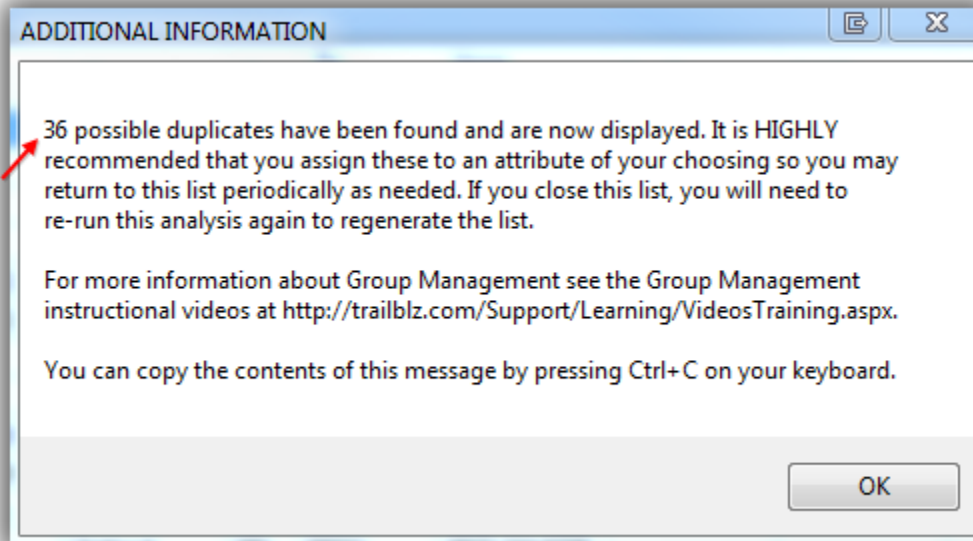 ADDITIONAL INFORMATION
36 possible duplicates have been found and are now displayed. It is HIGHLY
recommended that you assign these to an attribute of your choosing so you may
return to this list periodically as needed. If you close this list, you will need to
re-run this analysis again to regenerate the list.
For more information about Group Management see the Group Management
instructional videos at http://trailblz.com/Support/Learning/VideosTraining.aspx.
You can copy the contents of this message by pressing Ctrl+C on your keyboard.
OK